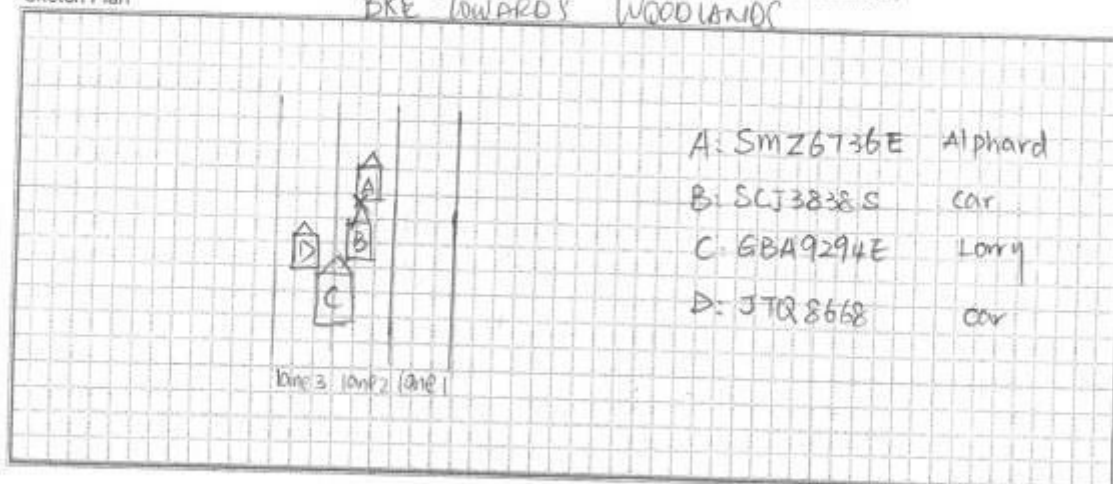 BKE TOWARDS WOODLANDS
A: SMZ6736E Alphard
B: SCJ3838S car
C: GBA9294E Lorry
D: JTQ8668 car
A
B
D
C
lane 3 lane 2 lane 1